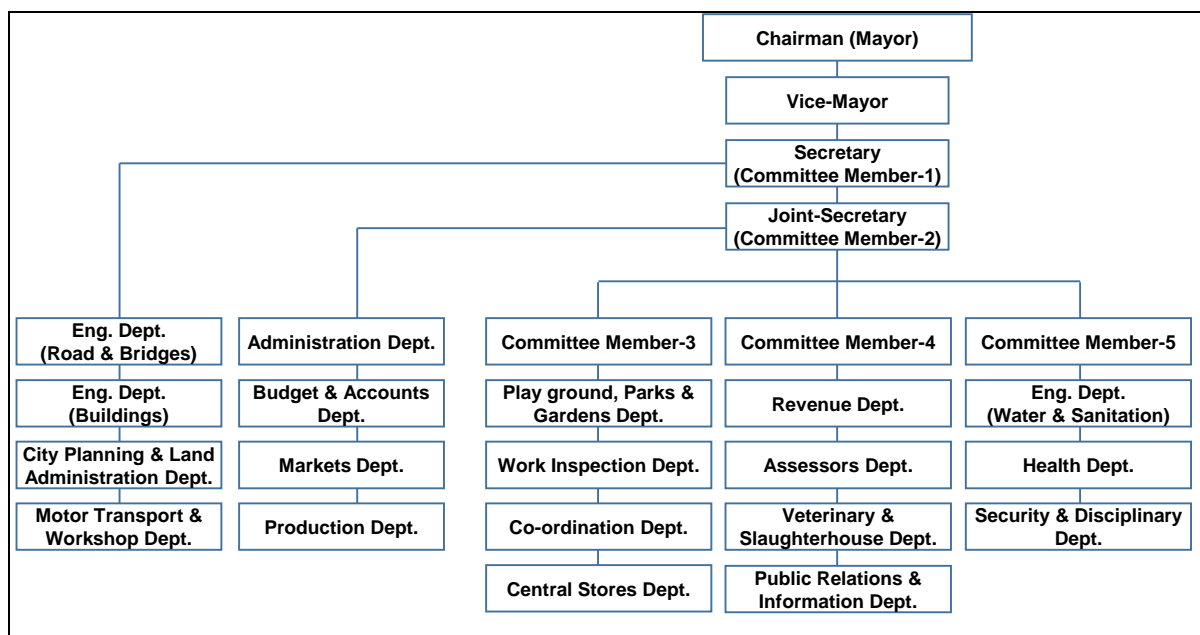 Chairman (Mayor)
Vice-Mayor
Secretary
(Committee Member-1)
Joint-Secretary
(Committee Member-2)
Eng. Dept.
(Road & Bridges)
Eng. Dept.
(Buildings)
City Planning & Land
Administration Dept.
Motor Transport &
Workshop Dept.
Administration Dept.
Budget & Accounts
Dept.
Markets Dept.
Production Dept.
Committee Member-3
Play ground, Parks &
Gardens Dept.
Work Inspection Dept.
Co-ordination Dept.
Central Stores Dept.
Committee Member-4
Revenue Dept.
Assessors Dept.
Veterinary &
Slaughterhouse Dept.
Public Relations &
Information Dept.
Committee Member-5
Eng. Dept.
(Water & Sanitation)
Health Dept.
Security & Disciplinary
Dept.